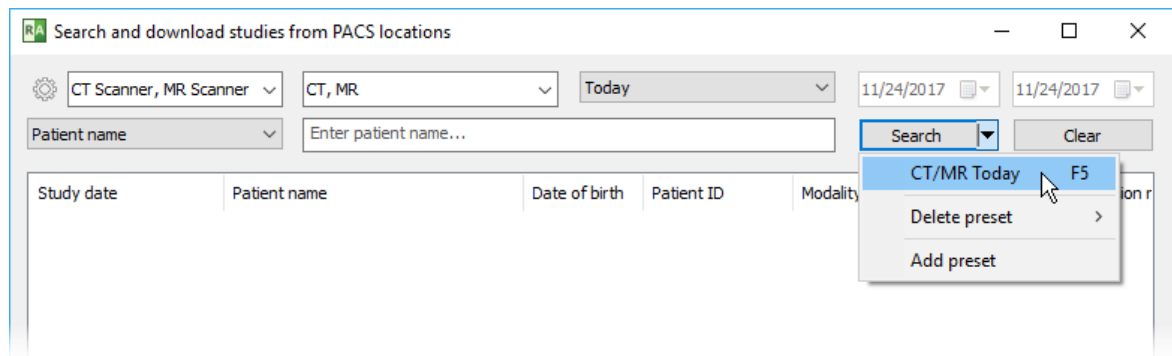 RA Search and download studies from PACS locations
CT Scanner, MR Scanner CT, MR Today 11/24/2017 11/24/2017
Patient name Enter patient name... Search Clear
CT/MR Today F5
Study date Patient name Date of birth Patient ID Modality
Delete preset
Add preset